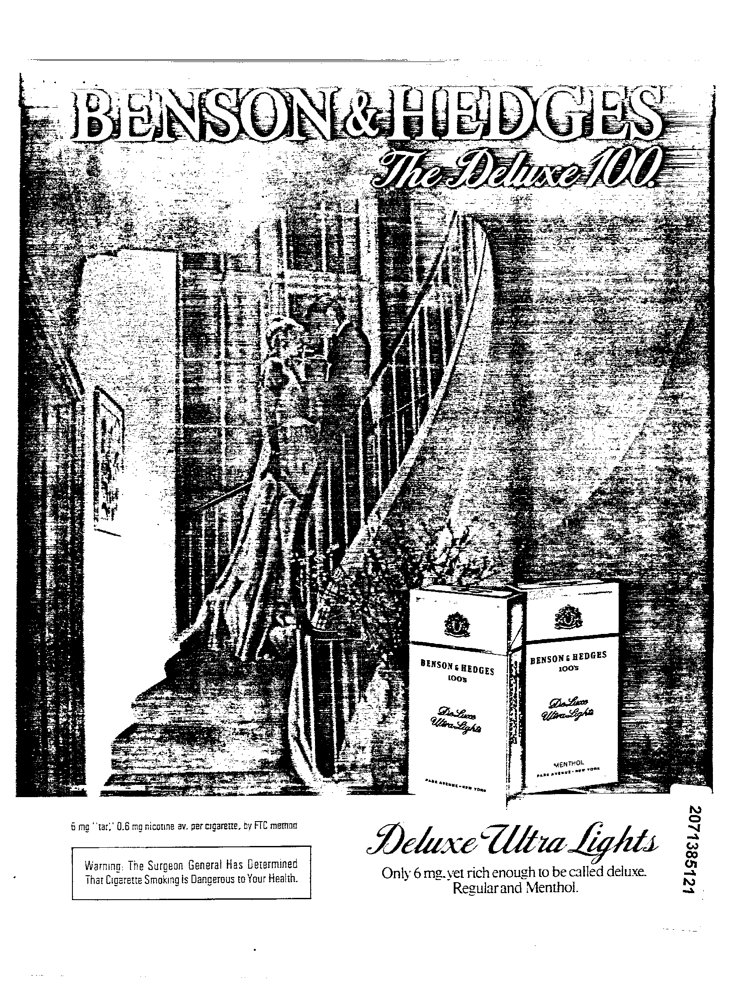 BENSON & HEDGES
The Deluxe 100.
BENSON & HEDGES
100's
DeLuxe
Ultra Lights
PARK AVENUE • NEW YORK
BENSON & HEDGES
100's
DeLuxe
Ultra Lights
MENTHOL
PARK AVENUE • NEW YORK
6 mg "tar," 0.6 mg nicotine av. per cigarette, by FTC method
Warning: The Surgeon General Has Determined
That Cigarette Smoking Is Dangerous to Your Health.
Deluxe Ultra Lights
Only 6 mg. yet rich enough to be called deluxe.
Regular and Menthol.
2071385121